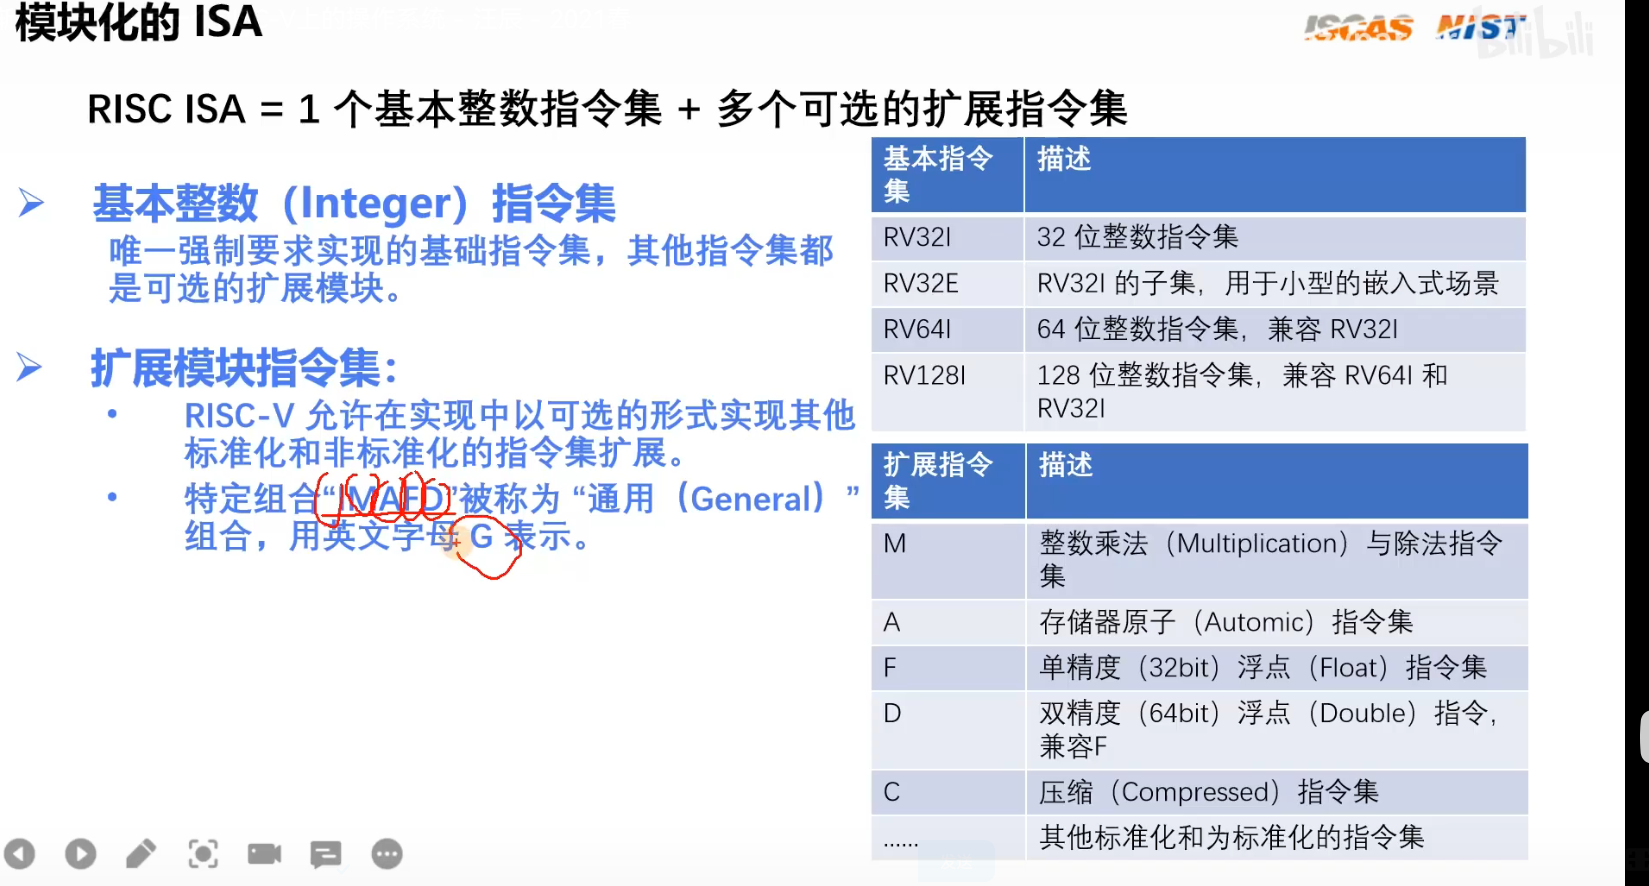 模块化的 ISA
ISCAS NIST
bilibili
RISC ISA = 1 个基本整数指令集 + 多个可选的扩展指令集
基本整数（Integer）指令集
唯一强制要求实现的基础指令集，其他指令集都
是可选的扩展模块。
扩展模块指令集：
• RISC-V 允许在实现中以可选的形式实现其他
标准化和非标准化的指令集扩展。
• 特定组合“IMAFD”被称为 “通用（General）”
组合，用英文字母 G 表示。
基本指令
集
描述
RV32I
32 位整数指令集
RV32E
RV32I 的子集，用于小型的嵌入式场景
RV64I
64 位整数指令集，兼容 RV32I
RV128I
128 位整数指令集，兼容 RV64I 和
RV32I
扩展指令
集
描述
M
整数乘法（Multiplication）与除法指令
集
A
存储器原子（Automic）指令集
F
单精度（32bit）浮点（Float）指令集
D
双精度（64bit）浮点（Double）指令，
兼容F
C
压缩（Compressed）指令集
......
其他标准化和为标准化的指令集